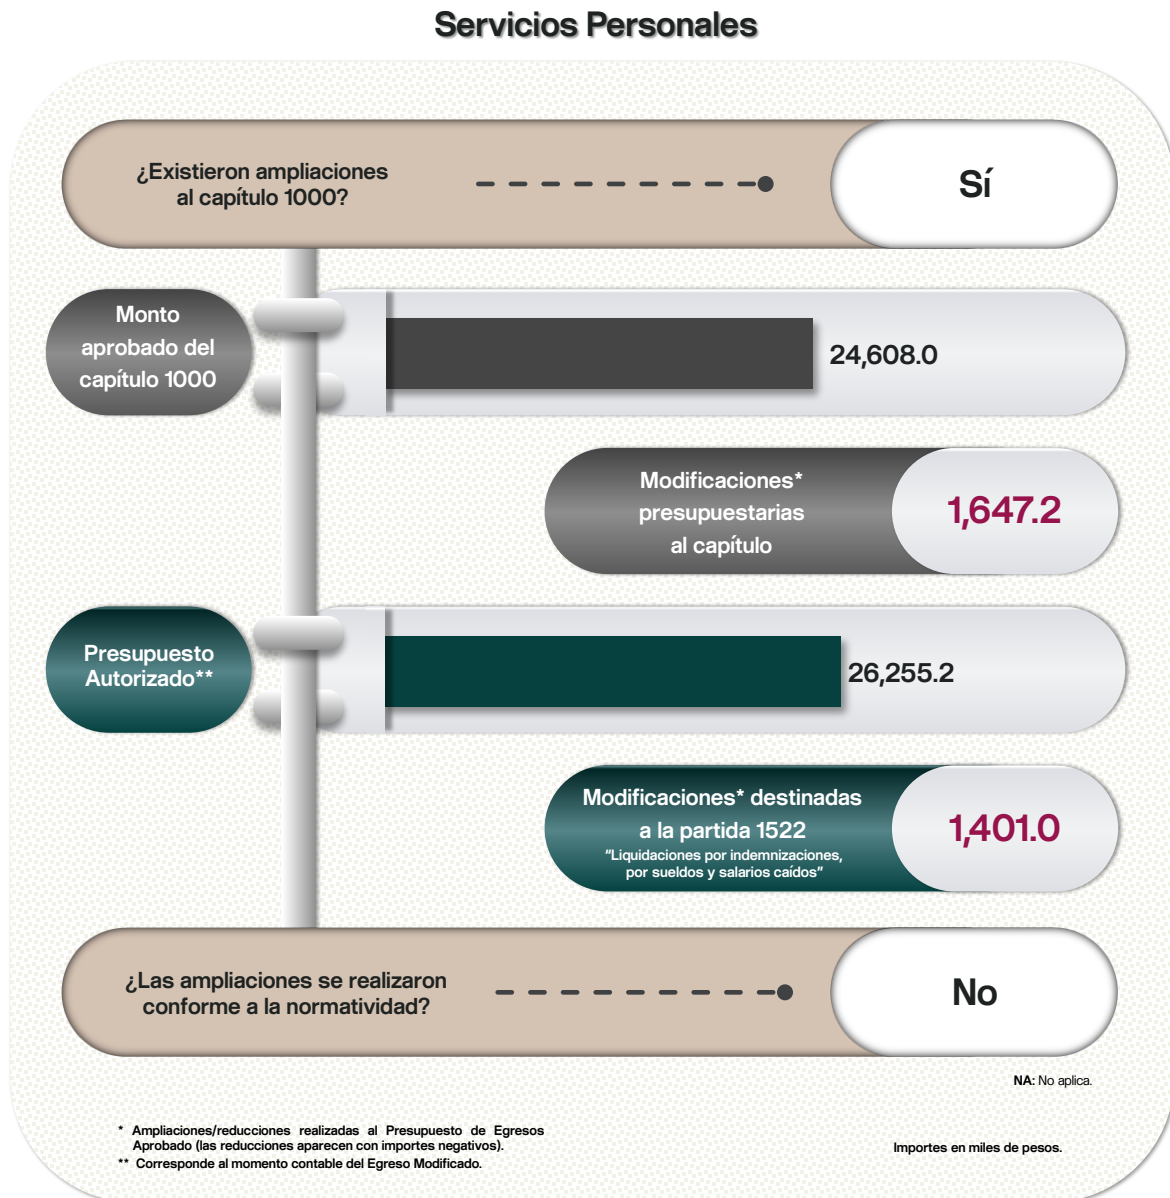 Servicios Personales
¿Existieron ampliaciones
al capítulo 1000?
Sí
Monto
aprobado del
capítulo 1000
24,608.0
Modificaciones*
presupuestarias
al capítulo
1,647.2
Presupuesto
Autorizado**
26,255.2
Modificaciones* destinadas
a la partida 1522
"Liquidaciones por indemnizaciones,
por sueldos y salarios caídos"
1,401.0
¿Las ampliaciones se realizaron
conforme a la normatividad?
No
NA: No aplica.
* Ampliaciones/reducciones realizadas al Presupuesto de Egresos
Aprobado (las reducciones aparecen con importes negativos).
** Corresponde al momento contable del Egreso Modificado.
Importes en miles de pesos.